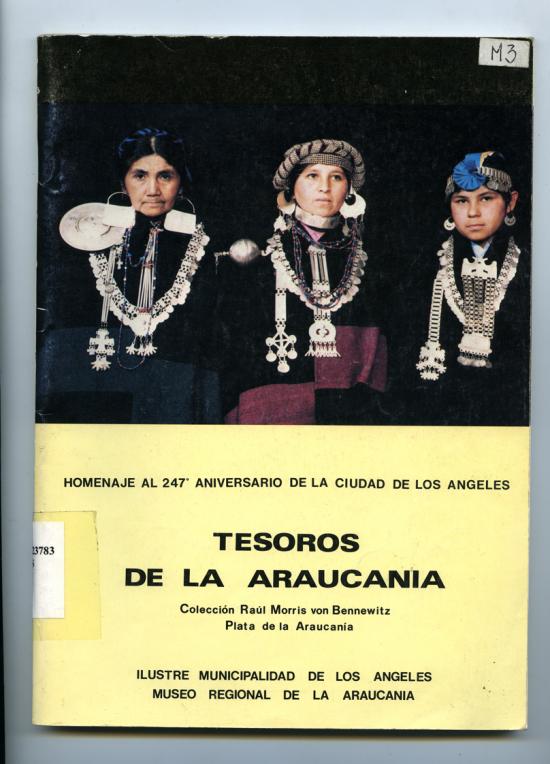 M3
HOMENAJE AL 247° ANIVERSARIO DE LA CIUDAD DE LOS ANGELES
TESOROS
DE LA ARAUCANIA
23783
Colección Raúl Morris von Bennewitz
Plata de la Araucanía
ILUSTRE MUNICIPALIDAD DE LOS ANGELES
MUSEO REGIONAL DE LA ARAUCANIA